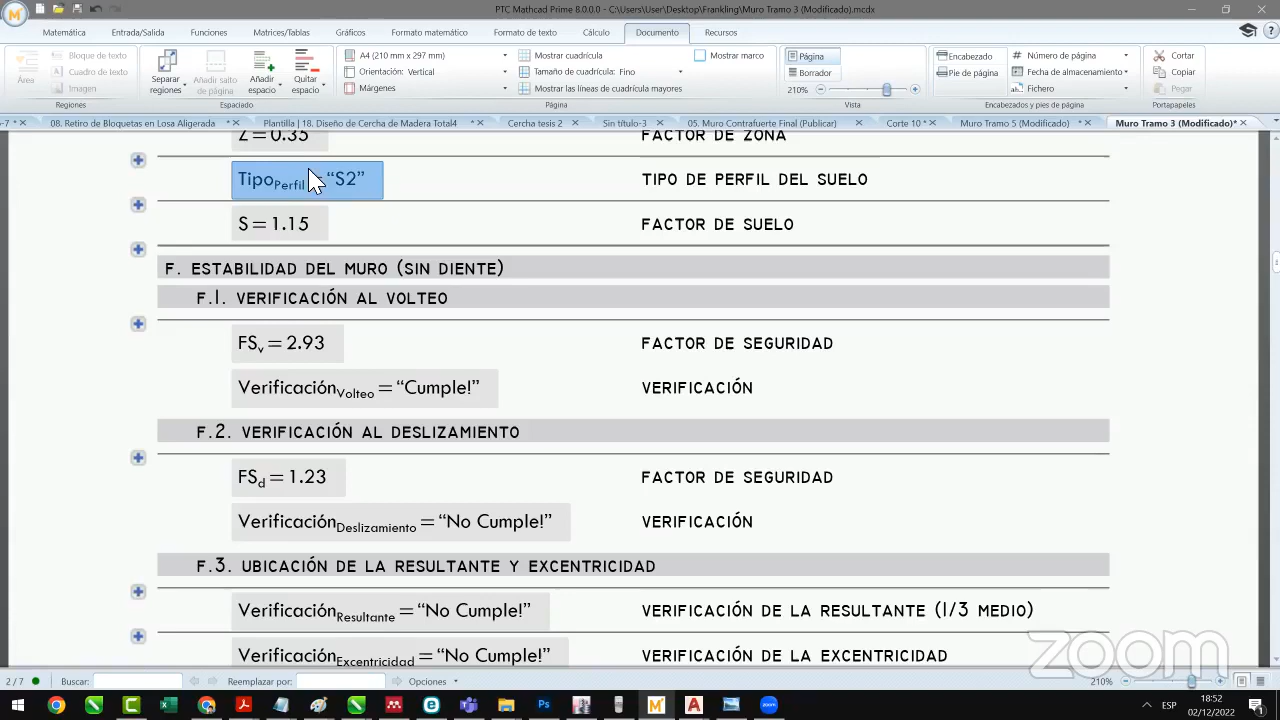 PTC Mathcad Prime 8.0.0.0 - C:\Users\User\Desktop\Frankling\Muro Tramo 3 (Modificado).mcdx
Matemática Entrada/Salida Funciones Matrices/Tablas Gráficos Formato matemático Formato de texto Cálculo Documento Recursos
Bloque de texto
Cuadro de texto
Imagen
Área
Regiones
Separar regiones
Añadir salto de página
Añadir espacio
Quitar espacio
Espaciado
A4 (210 mm x 297 mm)
Orientación: Vertical
Márgenes
Mostrar cuadrícula
Tamaño de cuadrícula: Fino
Mostrar las líneas de cuadrícula mayores
Mostrar marco
Página
Página
Borrador
210%
Vista
Encabezado
Pie de página
Número de página
Fecha de almacenamiento
Fichero
Encabezados y pies de página
Cortar
Copiar
Pegar
Portapapeles
-7 * 08. Retiro de Bloquetas en Losa Aligerada * Plantilla | 18. Diseño de Cercha de Madera Total4 * Cercha tesis 2 Sin título-3 05. Muro Contrafuerte Final (Publicar) Corte 10 * Muro Tramo 5 (Modificado) * Muro Tramo 3 (Modificado)*
Z = 0.35 FACTOR DE ZONA
TipoPerfil = “S2” TIPO DE PERFIL DEL SUELO
S = 1.15 FACTOR DE SUELO
F. ESTABILIDAD DEL MURO (SIN DIENTE)
F.1. VERIFICACIÓN AL VOLTEO
FSv = 2.93 FACTOR DE SEGURIDAD
VerificaciónVolteo = “Cumple!” VERIFICACIÓN
F.2. VERIFICACIÓN AL DESLIZAMIENTO
FSd = 1.23 FACTOR DE SEGURIDAD
VerificaciónDeslizamiento = “No Cumple!” VERIFICACIÓN
F.3. UBICACIÓN DE LA RESULTANTE Y EXCENTRICIDAD
VerificaciónResultante = “No Cumple!” VERIFICACIÓN DE LA RESULTANTE (1/3 MEDIO)
VerificaciónExcentricidad = “No Cumple!” VERIFICACIÓN DE LA EXCENTRICIDAD
zoom
2 / 7 Buscar: Reemplazar por: Opciones 210%
ESP 18:52
02/12/2022